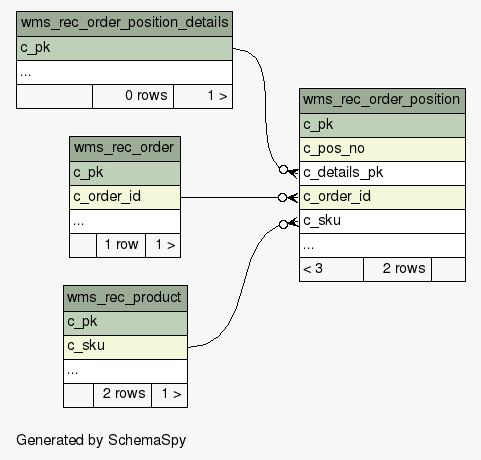 wms_rec_order_position_details
c_pk
...
0 rows 1 >
wms_rec_order
c_pk
c_order_id
...
1 row 1 >
wms_rec_product
c_pk
c_sku
...
2 rows 1 >
wms_rec_order_position
c_pk
c_pos_no
c_details_pk
c_order_id
c_sku
...
< 3 2 rows
Generated by SchemaSpy